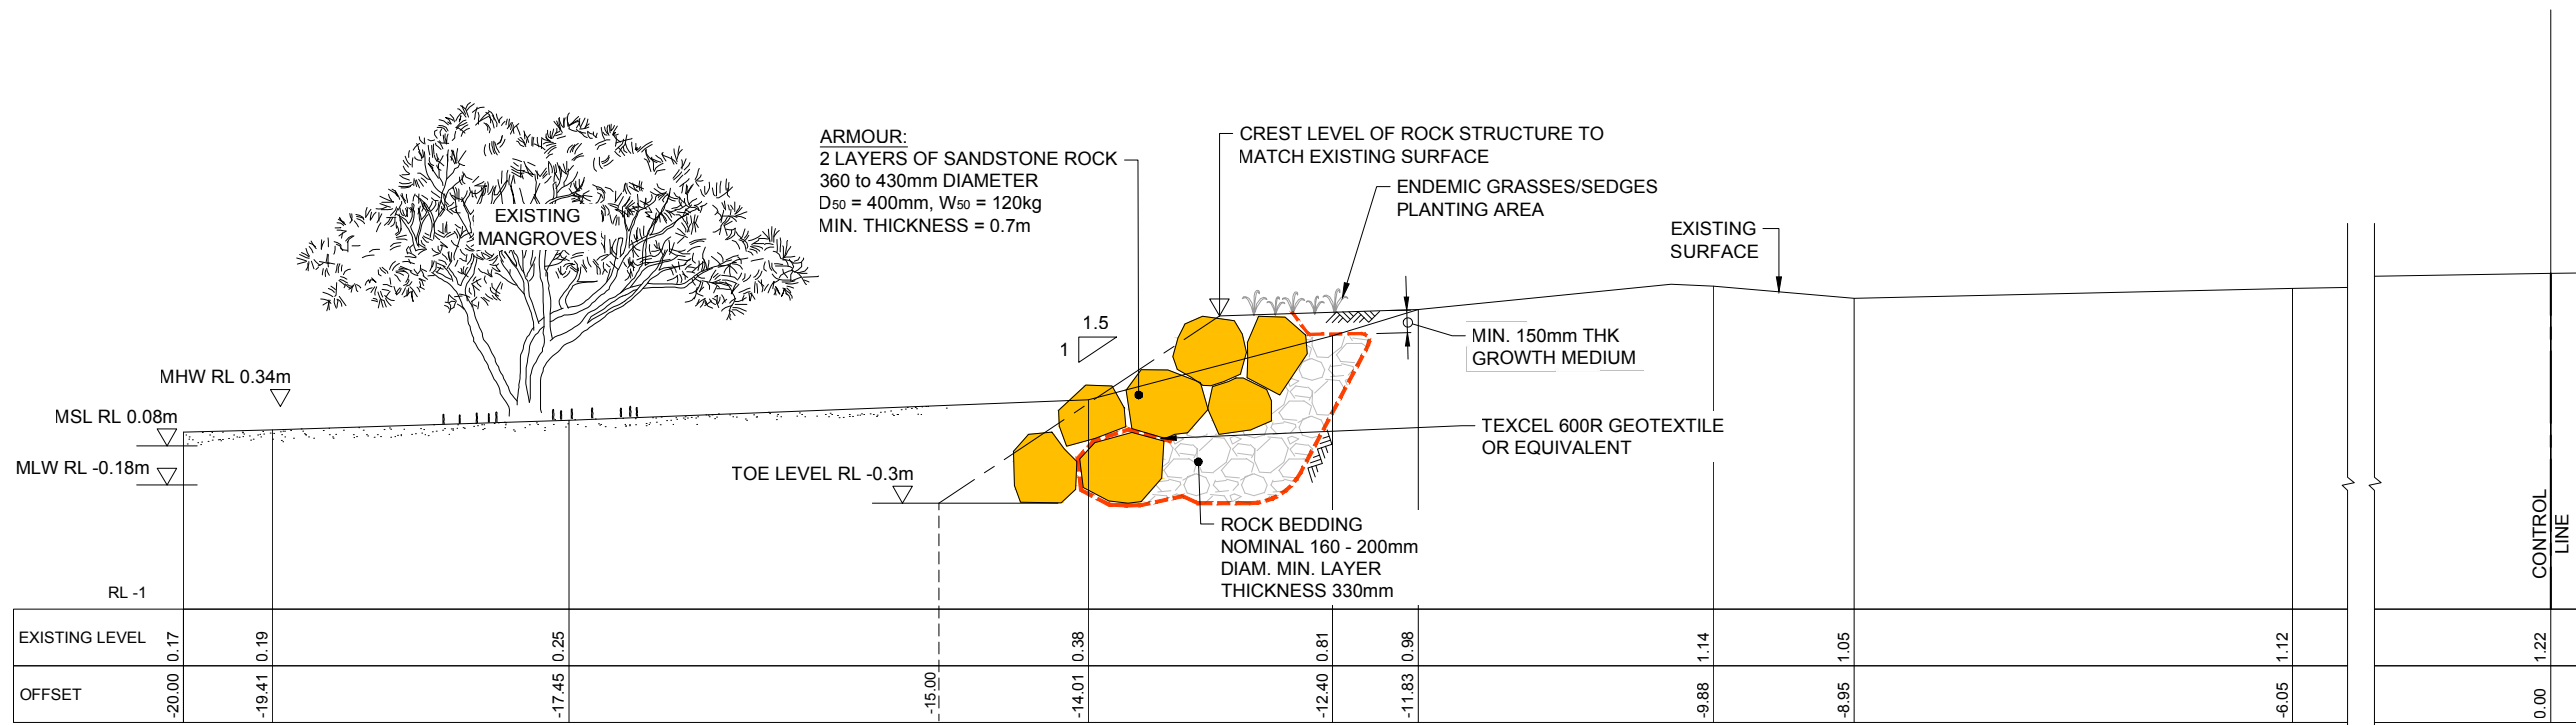 ARMOUR:
2 LAYERS OF SANDSTONE ROCK
360 to 430mm DIAMETER
D50 = 400mm, W50 = 120kg
MIN. THICKNESS = 0.7m
CREST LEVEL OF ROCK STRUCTURE TO
MATCH EXISTING SURFACE
ENDEMIC GRASSES/SEDGES
PLANTING AREA
EXISTING
SURFACE
EXISTING
MANGROVES
1.5
1
MIN. 150mm THK
GROWTH MEDIUM
MHW RL 0.34m
MSL RL 0.08m
MLW RL -0.18m
TOE LEVEL RL -0.3m
TEXCEL 600R GEOTEXTILE
OR EQUIVALENT
ROCK BEDDING
NOMINAL 160 - 200mm
DIAM. MIN. LAYER
THICKNESS 330mm
CONTROL
LINE
RL -1
EXISTING LEVEL 0.17 0.19 0.25 0.38 0.81 0.98 1.14 1.05 1.12 1.22
OFFSET -20.00 -19.41 -17.45 -15.00 -14.01 -12.40 -11.83 -9.88 -8.95 -6.05 0.00